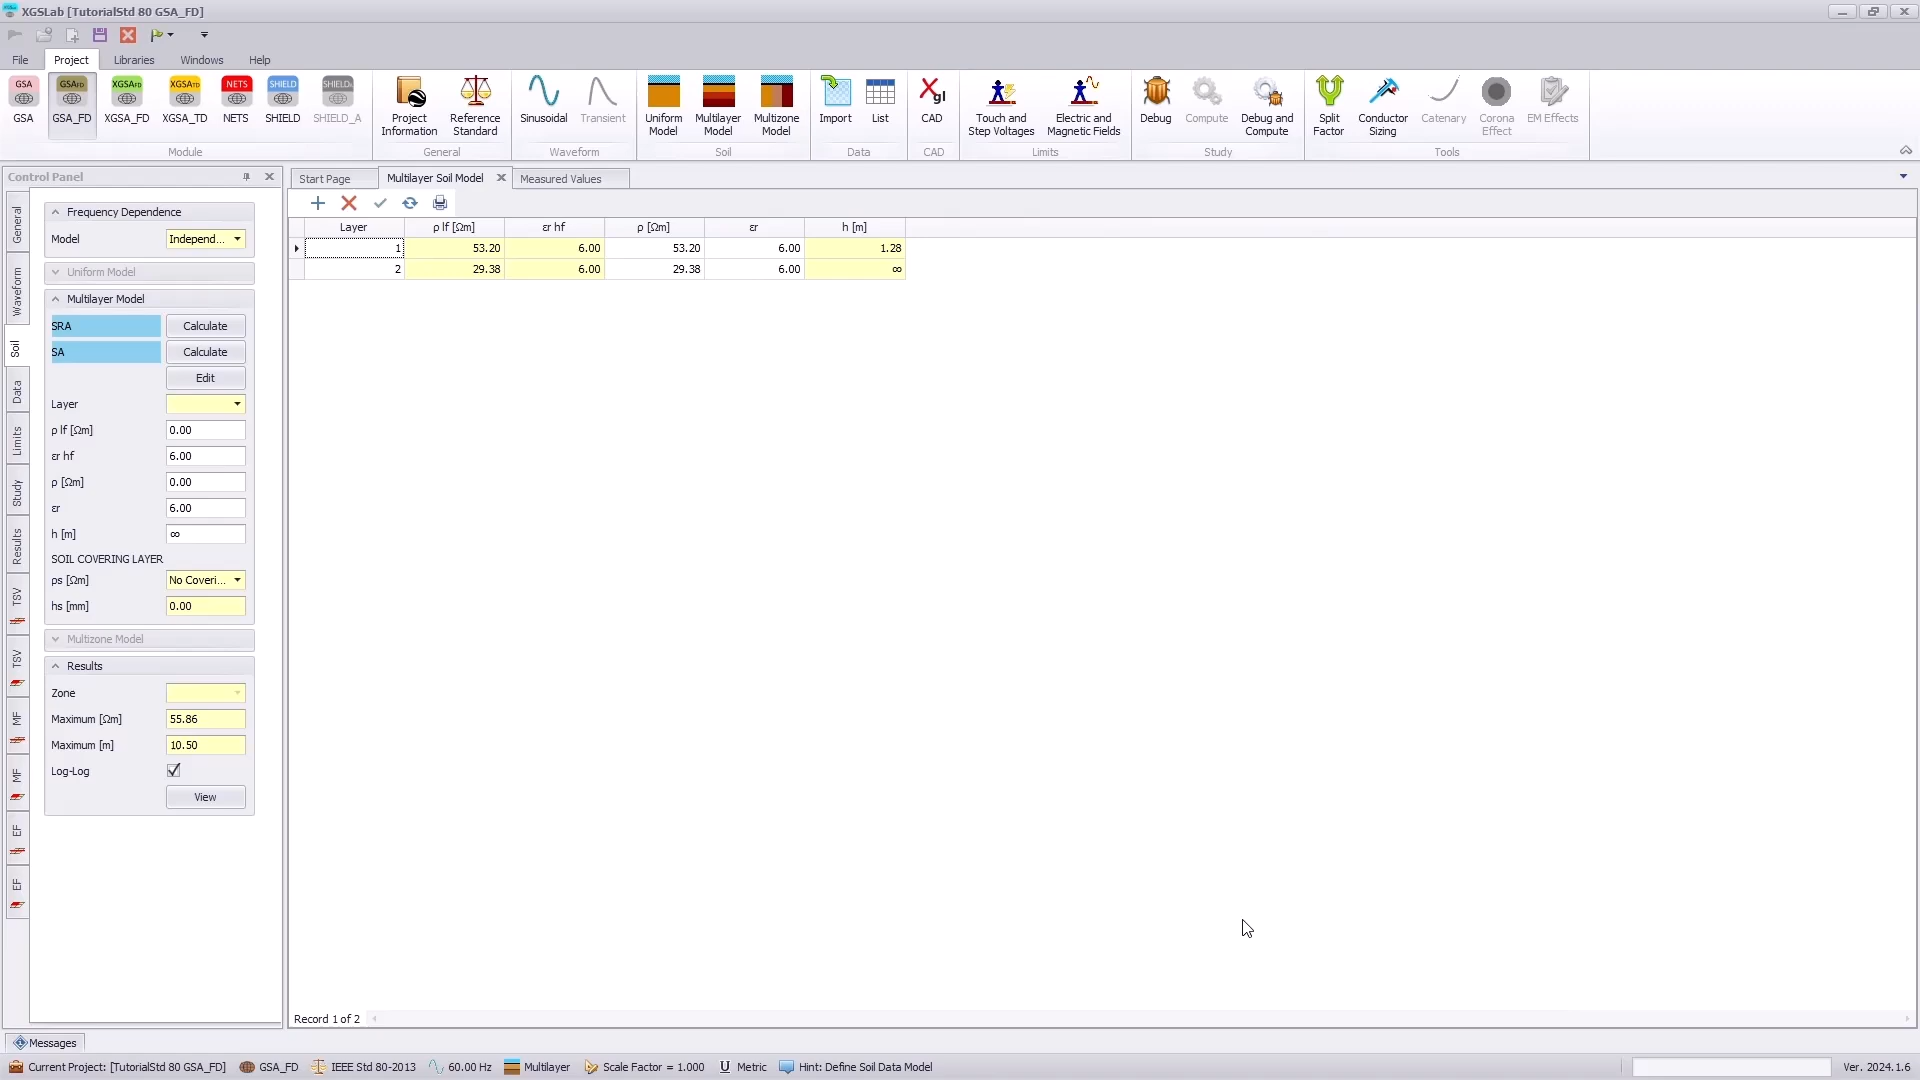 XGSLab [TutorialStd 80 GSA_FD]
File Project Libraries Windows Help
GSA GSAFD XGSAFD XGSATD NETS SHIELD SHIELD
GSA GSA_FD XGSA_FD XGSA_TD NETS SHIELD SHIELD_A
Module
Project Information Reference Standard
General
Sinusoidal Transient
Waveform
Uniform Model Multilayer Model Multizone Model
Soil
Import List
Data
Xgl
CAD
CAD
Touch and Step Voltages Electric and Magnetic Fields
Limits
Debug Compute Debug and Compute
Study
Split Factor Conductor Sizing Catenary Corona Effect EM Effects
Tools
Control Panel
General
Waveform
Soil
Data
Limits
Study
Results
TSV
TSV
MF
MF
EF
EF
Frequency Dependence
Model Independ...
Uniform Model
Multilayer Model
SRA Calculate
SA Calculate
Edit
Layer
ρ lf [Ωm] 0.00
εr hf 6.00
ρ [Ωm] 0.00
εr 6.00
h [m] ∞
SOIL COVERING LAYER
ρs [Ωm] No Coveri...
hs [mm] 0.00
Multizone Model
Results
Zone
Maximum [Ωm] 55.86
Maximum [m] 10.50
Log-Log
View
Start Page Multilayer Soil Model Measured Values
Layer ρ lf [Ωm] εr hf ρ [Ωm] εr h [m]
1 53.20 6.00 53.20 6.00 1.28
2 29.38 6.00 29.38 6.00 ∞
Record 1 of 2
Messages
Current Project: [TutorialStd 80 GSA_FD] GSA_FD IEEE Std 80-2013 60.00 Hz Multilayer Scale Factor = 1.000 U Metric Hint: Define Soil Data Model Ver. 2024.1.6